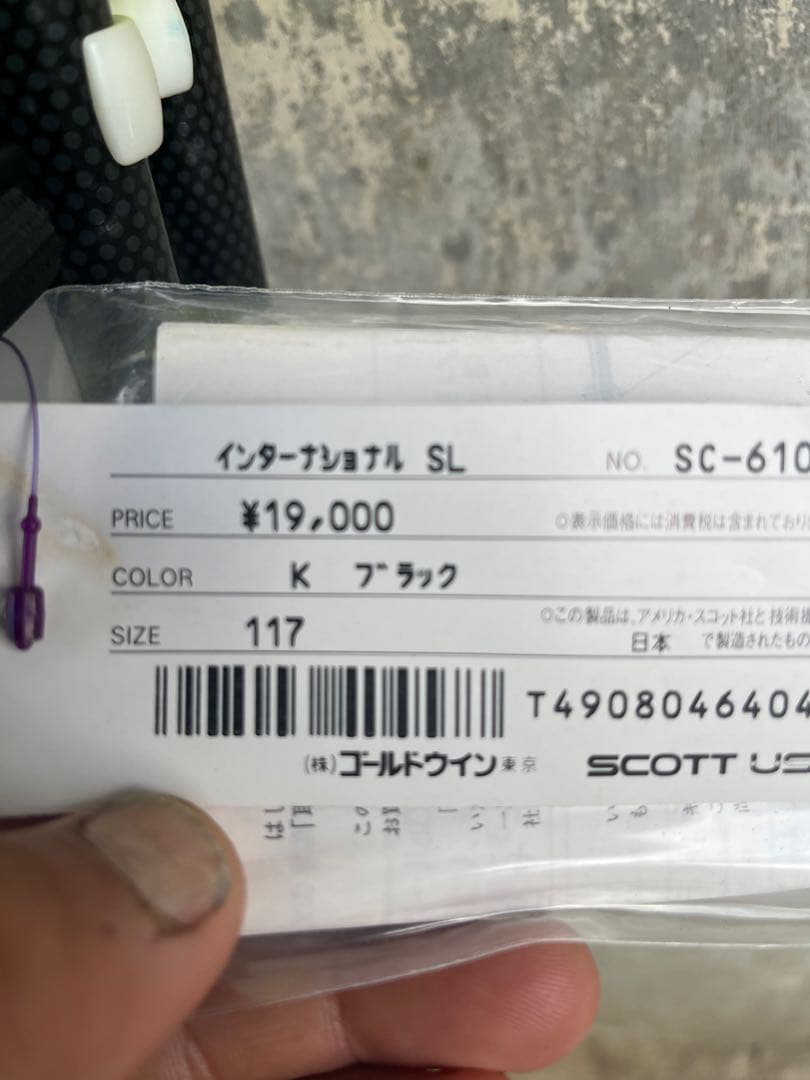 インターナショナル SL NO. SC-610
PRICE ¥19,000 ◎表示価格には消費税は含まれており
COLOR K ブラック
◎この製品は、アメリカ・スコット社と技術
SIZE 117 日本 で製造されたもの
T4908046404
(株)ゴールドウイン東京 SCOTT US